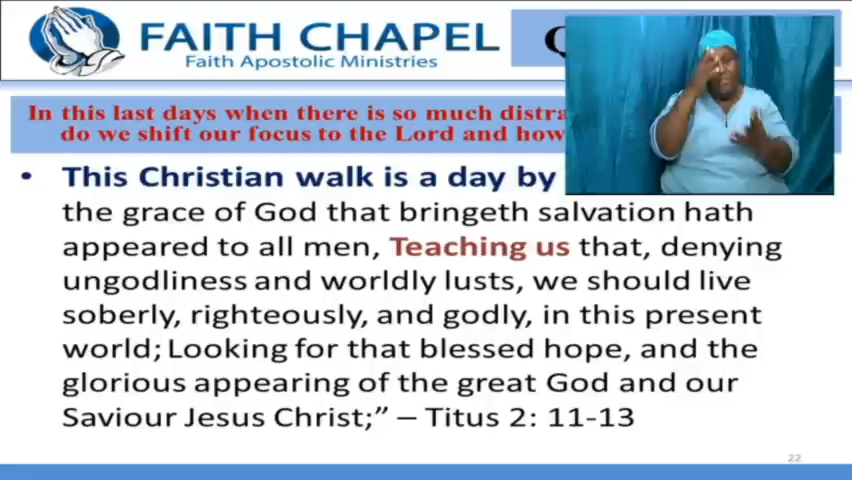 FAITH CHAPEL
Faith Apostolic Ministries
In this last days when there is so much
do we shift our focus to the Lord and how
• This Christian walk is a day by
the grace of God that bringeth salvation hath
appeared to all men, Teaching us that, denying
ungodliness and worldly lusts, we should live
soberly, righteously, and godly, in this present
world; Looking for that blessed hope, and the
glorious appearing of the great God and our
Saviour Jesus Christ;” – Titus 2: 11-13
22